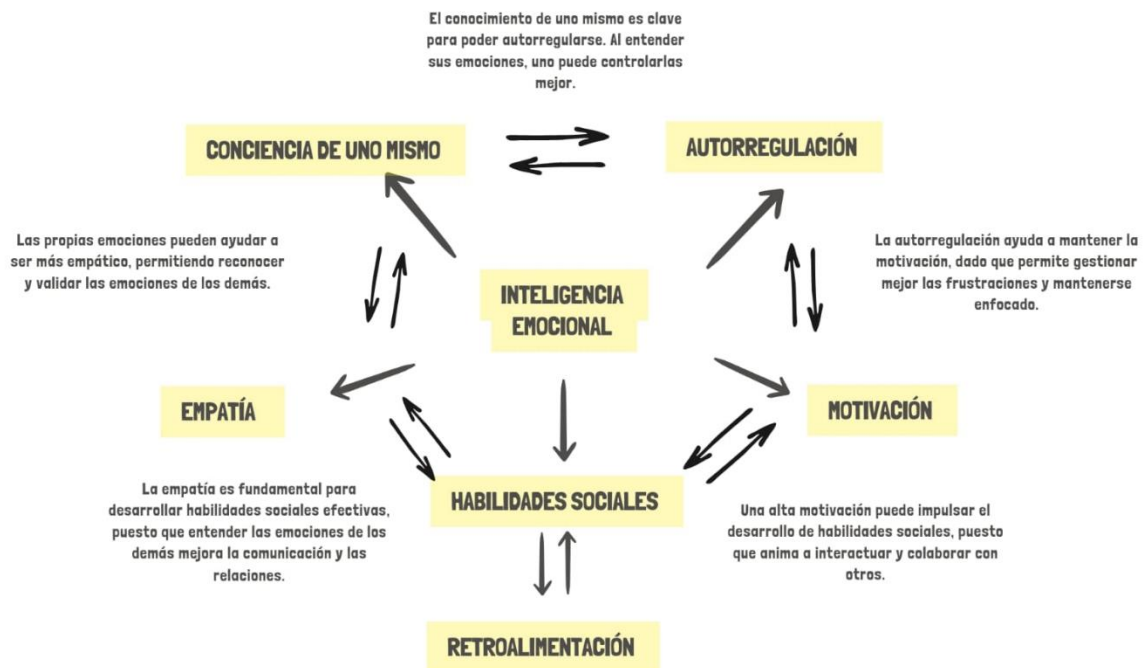 El conocimiento de uno mismo es clave
para poder autorregularse. Al entender
sus emociones, uno puede controlarlas
mejor.
CONCIENCIA DE UNO MISMO
AUTORREGULACIÓN
Las propias emociones pueden ayudar a
ser más empático, permitiendo reconocer
y validar las emociones de los demás.
La autorregulación ayuda a mantener la
motivación, dado que permite gestionar
mejor las frustraciones y mantenerse
enfocado.
INTELIGENCIA
EMOCIONAL
EMPATÍA
MOTIVACIÓN
HABILIDADES SOCIALES
La empatía es fundamental para
desarrollar habilidades sociales efectivas,
puesto que entender las emociones de los
demás mejora la comunicación y las
relaciones.
Una alta motivación puede impulsar el
desarrollo de habilidades sociales, puesto
que anima a interactuar y colaborar con
otros.
RETROALIMENTACIÓN